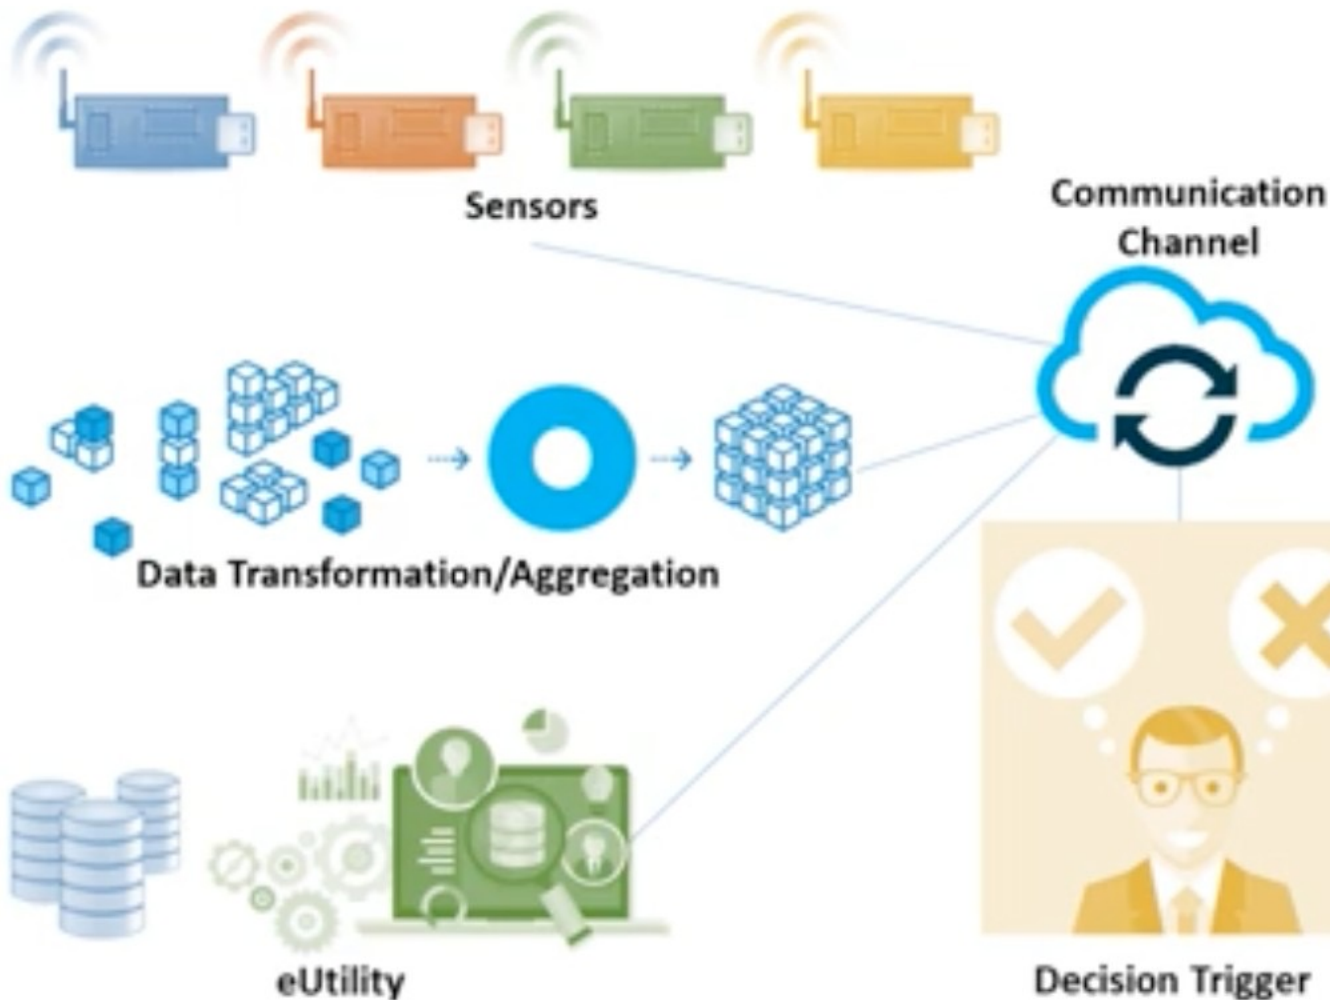 Sensors
Communication
Channel
Data Transformation/Aggregation
eUtility
Decision Trigger